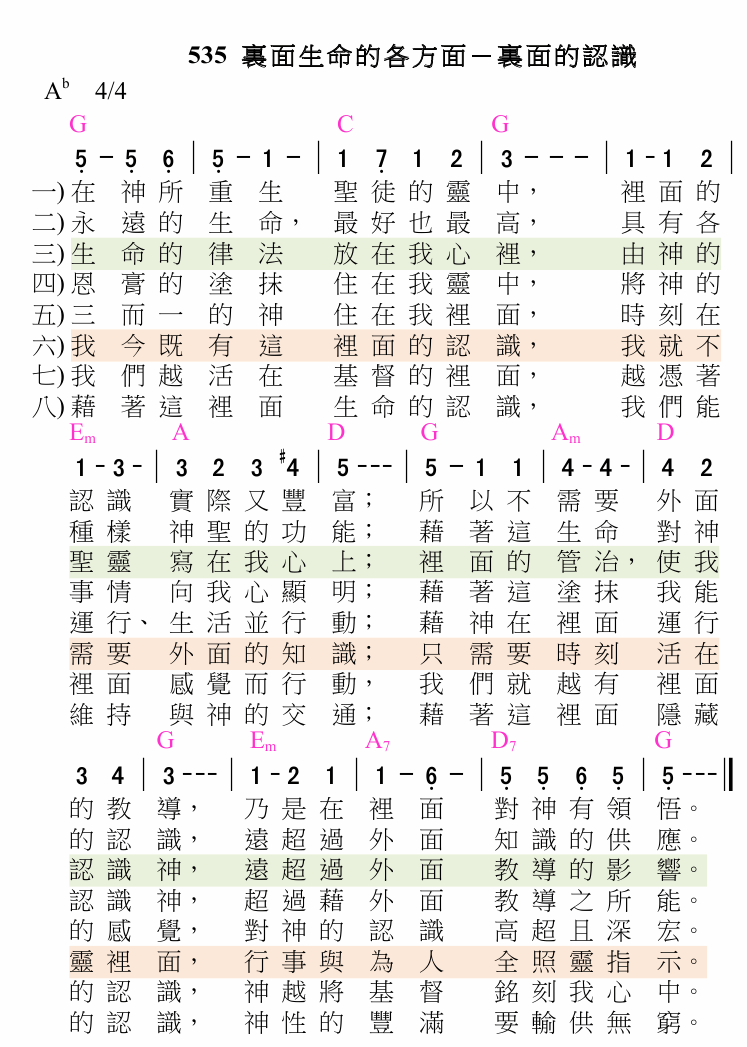 535 裏面生命的各方面－裏面的認識
A♭ 4/4
G C G
5̣ － 5̣ 6̣ | 5̣ － 1 － | 1 7̣ 1 2 | 3 － － － | 1 - 1 2 |
一) 在神所重生 聖徒的靈中， 裡面的
二) 永遠的生命， 最好也最高， 具有各
三) 生命的律法 放在我心裡， 由神的
四) 恩膏的塗抹 住在我靈中， 將神的
五) 三而一的神 住在我裡面， 時刻在
六) 我今既有這 裡面的認識， 我就不
七) 我們越活在 基督的裡面， 越憑著
八) 藉著這裡面 生命的認識， 我們能
Em A D G Am D
1 - 3 - | 3 2 3 ♯4 | 5 - - - | 5 － 1 1 | 4 - 4 - | 4 2
認識 實際又豐富； 所以不需要 外面
種樣 神聖的功能； 藉著這生命 對神
聖靈 寫在我心上； 裡面的管治， 使我
事情 向我心顯明； 藉著這塗抹 我能
運行、 生活並行動； 藉神在裡面 運行
需要 外面的知識； 只需要時刻 活在
裡面 感覺而行動， 我們就越有 裡面
維持 與神的交通； 藉著這裡面 隱藏
G Em A7 D7 G
3 4 | 3 - - - | 1 - 2 1 | 1 － 6̣ － | 5̣ 5̣ 6̣ 5̣ | 5̣ - - - ‖
的教導， 乃是在裡面 對神有領悟。
的認識， 遠超過外面 知識的供應。
認識神， 遠超過外面 教導的影響。
認識神， 超過藉外面 教導之所能。
的感覺， 對神的認識 高超且深宏。
靈裡面， 行事與為人 全照靈指示。
的認識， 神越將基督 銘刻我心中。
的認識， 神性的豐滿 要輸供無窮。